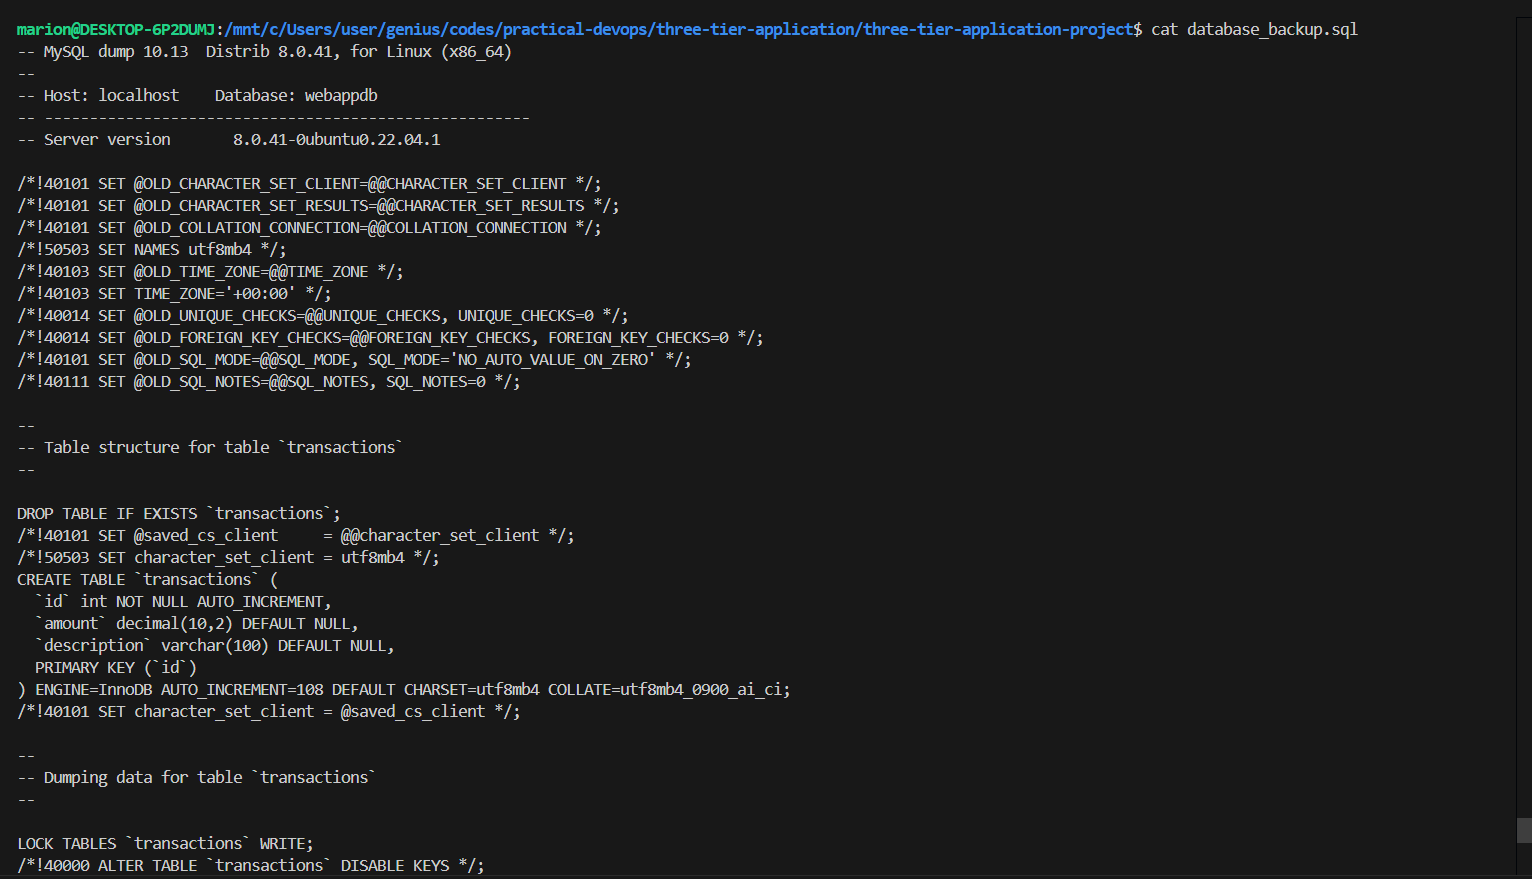 marion@DESKTOP-6P2DUMJ:/mnt/c/Users/user/genius/codes/practical-devops/three-tier-application/three-tier-application-project$ cat database_backup.sql
-- MySQL dump 10.13  Distrib 8.0.41, for Linux (x86_64)
--
-- Host: localhost    Database: webappdb
-- ------------------------------------------------------
-- Server version       8.0.41-0ubuntu0.22.04.1

/*!40101 SET @OLD_CHARACTER_SET_CLIENT=@@CHARACTER_SET_CLIENT */;
/*!40101 SET @OLD_CHARACTER_SET_RESULTS=@@CHARACTER_SET_RESULTS */;
/*!40101 SET @OLD_COLLATION_CONNECTION=@@COLLATION_CONNECTION */;
/*!50503 SET NAMES utf8mb4 */;
/*!40103 SET @OLD_TIME_ZONE=@@TIME_ZONE */;
/*!40103 SET TIME_ZONE='+00:00' */;
/*!40014 SET @OLD_UNIQUE_CHECKS=@@UNIQUE_CHECKS, UNIQUE_CHECKS=0 */;
/*!40014 SET @OLD_FOREIGN_KEY_CHECKS=@@FOREIGN_KEY_CHECKS, FOREIGN_KEY_CHECKS=0 */;
/*!40101 SET @OLD_SQL_MODE=@@SQL_MODE, SQL_MODE='NO_AUTO_VALUE_ON_ZERO' */;
/*!40111 SET @OLD_SQL_NOTES=@@SQL_NOTES, SQL_NOTES=0 */;

--
-- Table structure for table `transactions`
--

DROP TABLE IF EXISTS `transactions`;
/*!40101 SET @saved_cs_client     = @@character_set_client */;
/*!50503 SET character_set_client = utf8mb4 */;
CREATE TABLE `transactions` (
  `id` int NOT NULL AUTO_INCREMENT,
  `amount` decimal(10,2) DEFAULT NULL,
  `description` varchar(100) DEFAULT NULL,
  PRIMARY KEY (`id`)
) ENGINE=InnoDB AUTO_INCREMENT=108 DEFAULT CHARSET=utf8mb4 COLLATE=utf8mb4_0900_ai_ci;
/*!40101 SET character_set_client = @saved_cs_client */;

--
-- Dumping data for table `transactions`
--

LOCK TABLES `transactions` WRITE;
/*!40000 ALTER TABLE `transactions` DISABLE KEYS */;